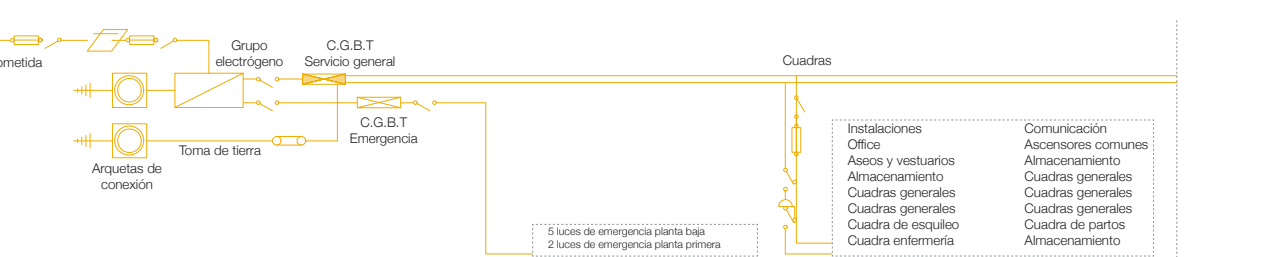 Grupo
electrógeno
C.G.B.T
Servicio general
Cuadras
ometida
C.G.B.T
Emergencia
Toma de tierra
Arquetas de
conexión
Instalaciones
Office
Aseos y vestuarios
Almacenamiento
Cuadras generales
Cuadras generales
Cuadra de esquileo
Cuadra enfermería
Comunicación
Ascensores comunes
Almacenamiento
Cuadras generales
Cuadras generales
Cuadras generales
Cuadra de partos
Almacenamiento
5 luces de emergencia planta baja
2 luces de emergencia planta primera